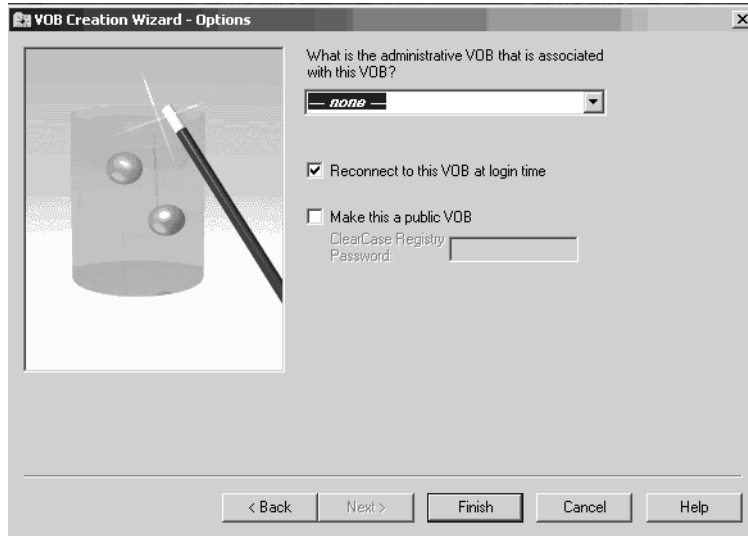 VOB Creation Wizard - Options
What is the administrative VOB that is associated
with this VOB?
— none —
Reconnect to this VOB at login time
Make this a public VOB
ClearCase Registry
Password:
< Back Next > Finish Cancel Help